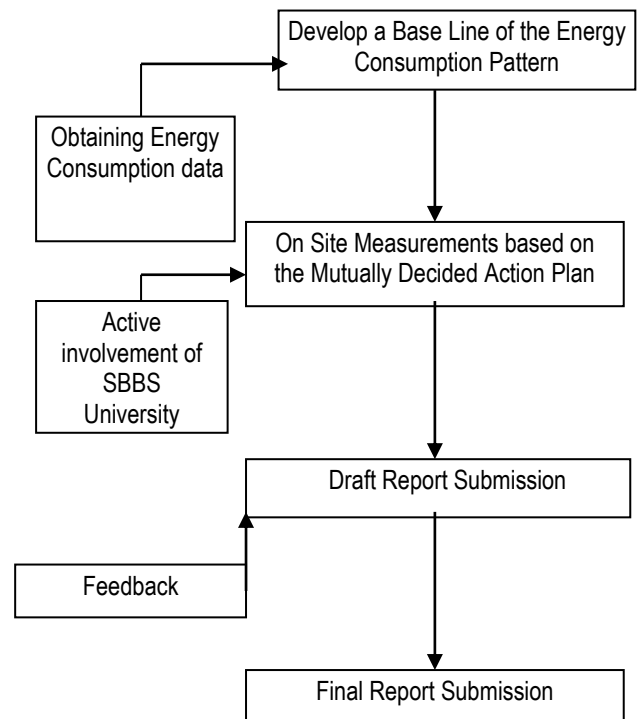 Develop a Base Line of the Energy
Consumption Pattern
Obtaining Energy
Consumption data
On Site Measurements based on
the Mutually Decided Action Plan
Active
involvement of
SBBS
University
Draft Report Submission
Feedback
Final Report Submission